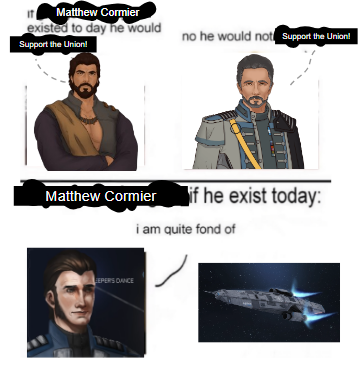 if Matthew Cormier
existed to day he would
Support the Union!
no he would not
Support the Union!
Matthew Cormier if he exist today:
i am quite fond of
EEPER'S DANCE